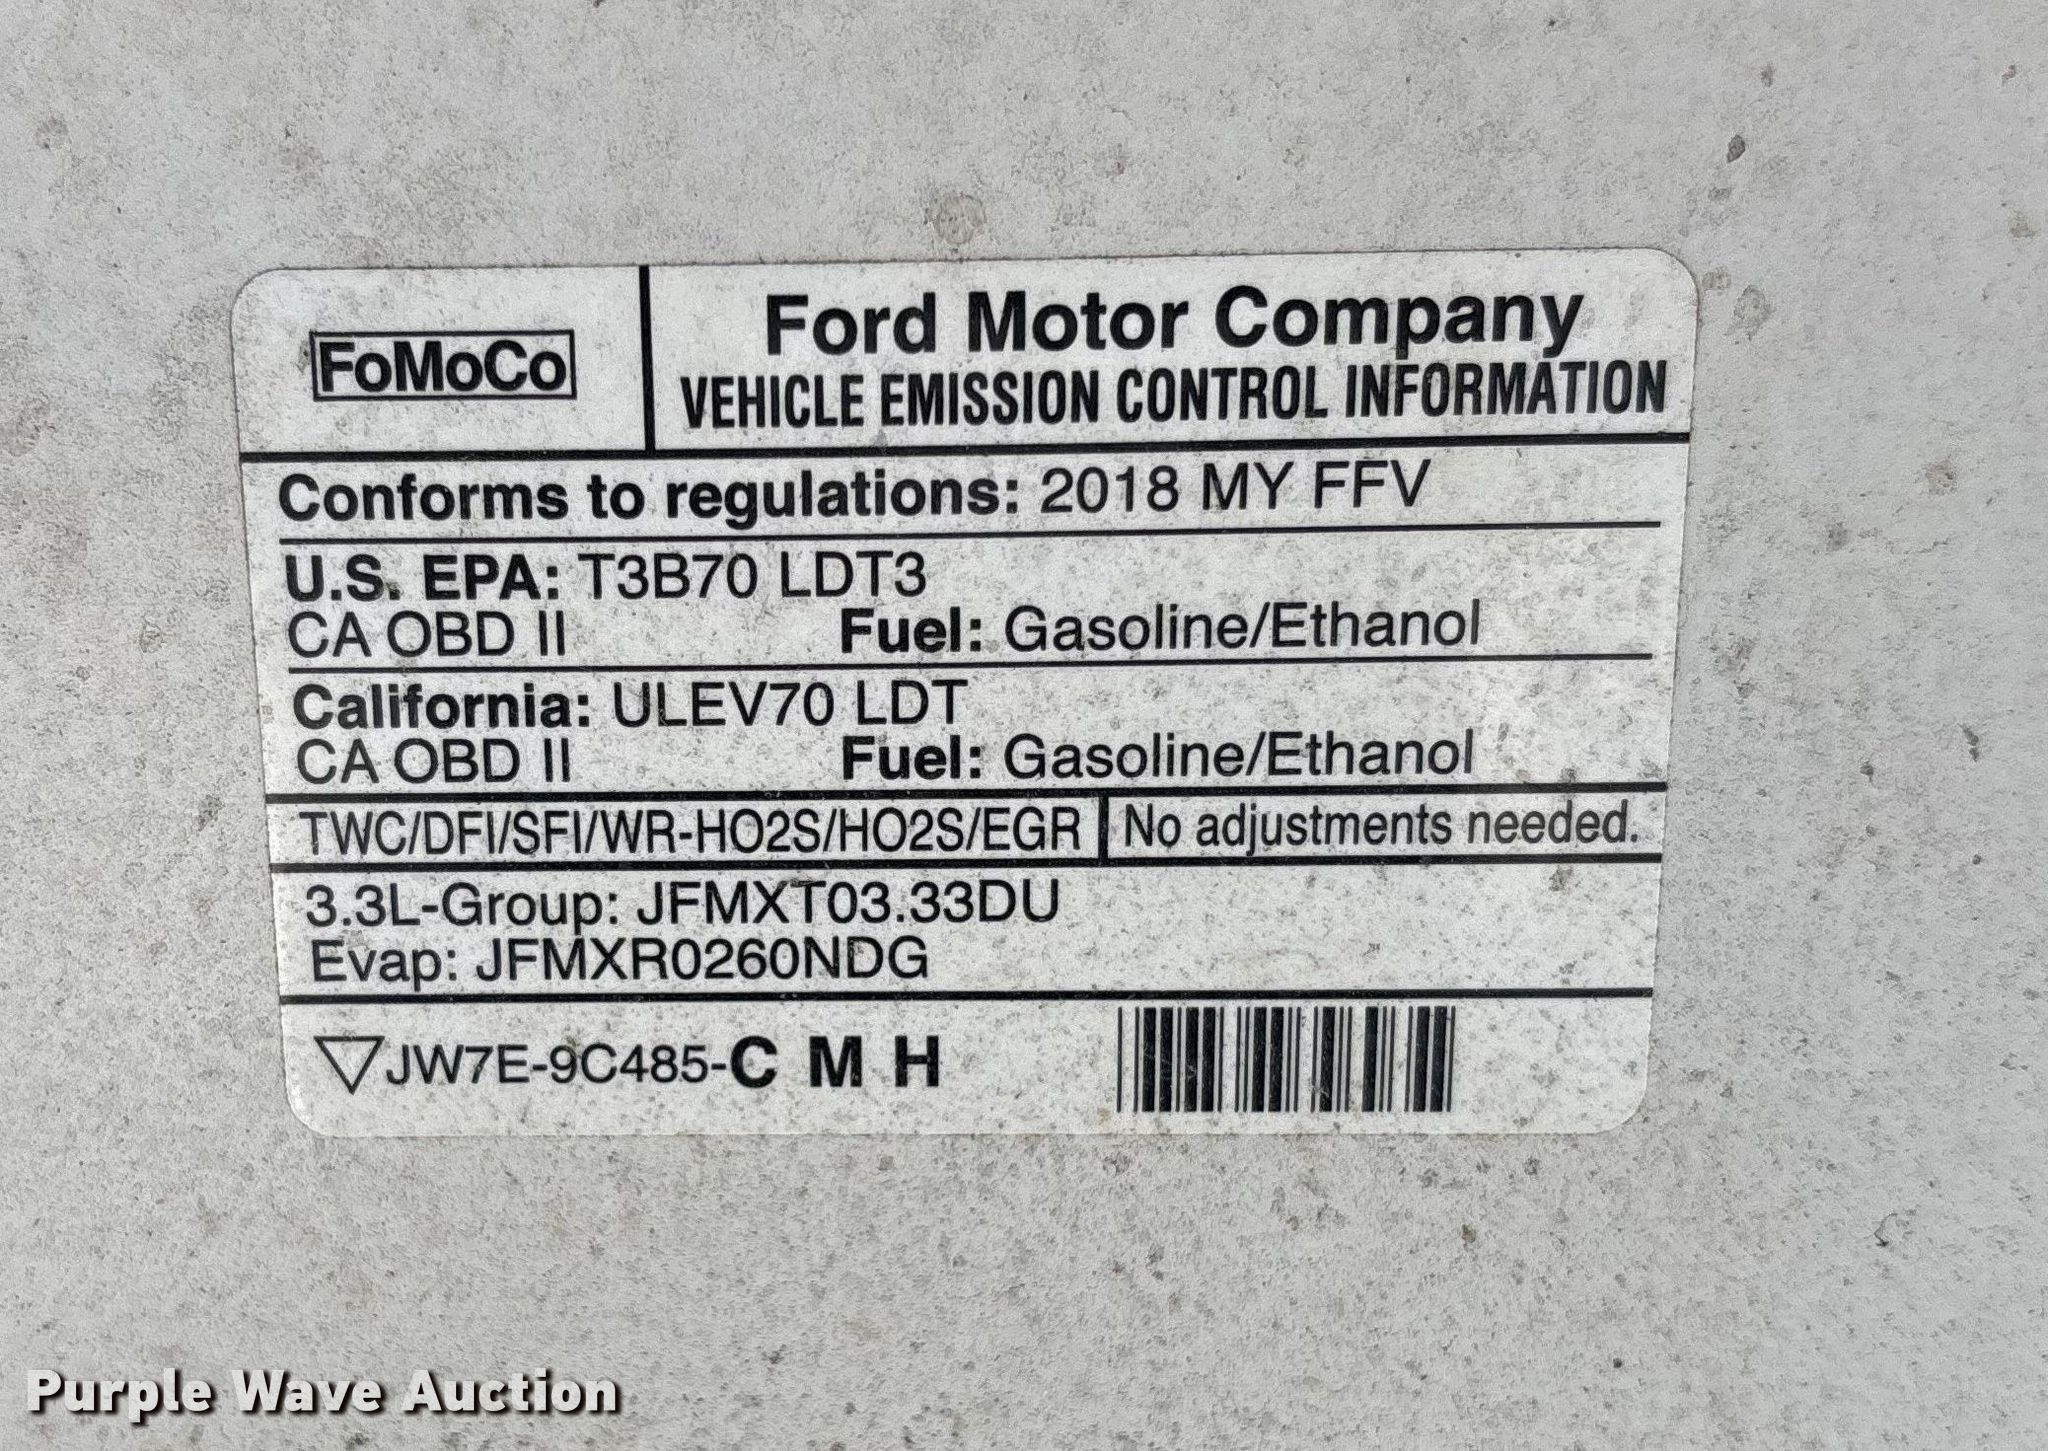 FoMoCo
Ford Motor Company
VEHICLE EMISSION CONTROL INFORMATION
Conforms to regulations: 2018 MY FFV
U.S. EPA: T3B70 LDT3
CA OBD II Fuel: Gasoline/Ethanol
California: ULEV70 LDT
CA OBD II Fuel: Gasoline/Ethanol
TWC/DFI/SFI/WR-HO2S/HO2S/EGR No adjustments needed.
3.3L-Group: JFMXT03.33DU
Evap: JFMXR0260NDG
JW7E-9C485-C M H
Purple Wave Auction